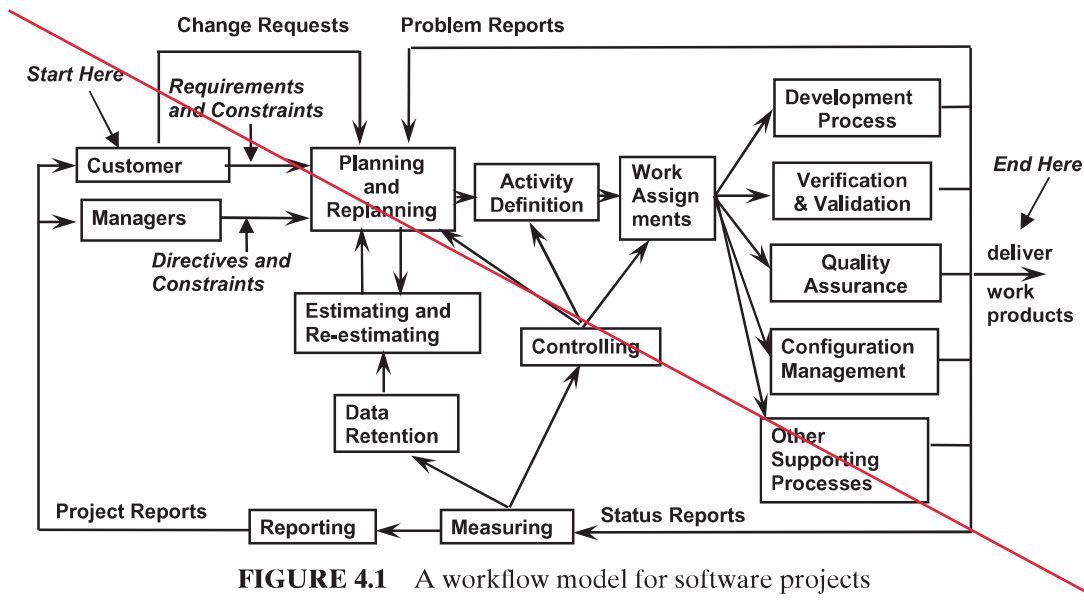 Change Requests
Problem Reports
Start Here
Requirements
and Constraints
Development
Process
Customer
Planning
and
Replanning
Activity
Definition
Work
Assign
ments
Verification
& Validation
End Here
Managers
Directives and
Constraints
Quality
Assurance
deliver
work
products
Estimating and
Re-estimating
Controlling
Configuration
Management
Data
Retention
Other
Supporting
Processes
Project Reports
Reporting
Measuring
Status Reports
FIGURE 4.1 A workflow model for software projects